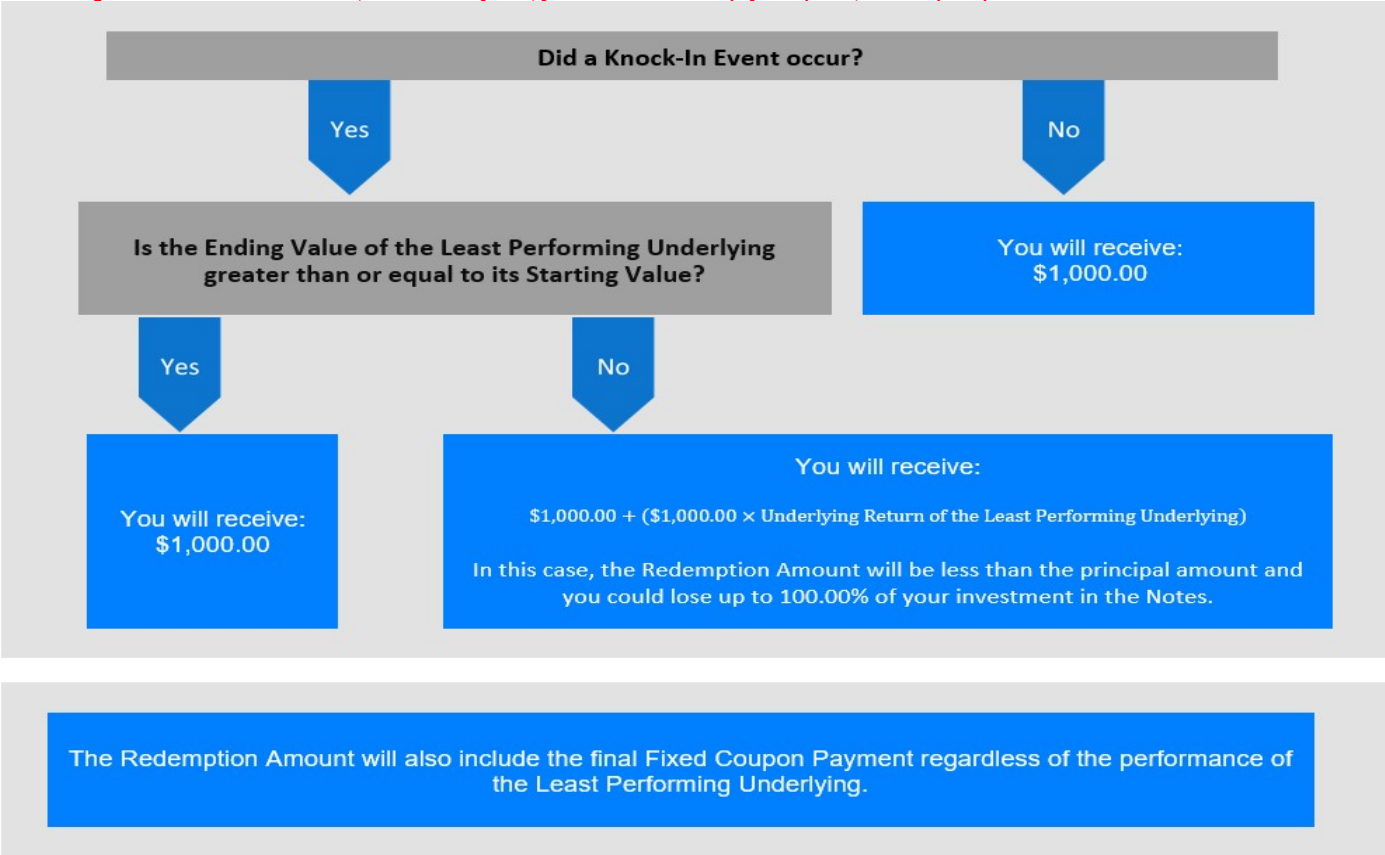 Did a Knock-In Event occur?
Yes
No
Is the Ending Value of the Least Performing Underlying
greater than or equal to its Starting Value?
You will receive:
$1,000.00
Yes
No
You will receive:
$1,000.00
You will receive:
$1,000.00 + ($1,000.00 × Underlying Return of the Least Performing Underlying)
In this case, the Redemption Amount will be less than the principal amount and
you could lose up to 100.00% of your investment in the Notes.
The Redemption Amount will also include the final Fixed Coupon Payment regardless of the performance of
the Least Performing Underlying.